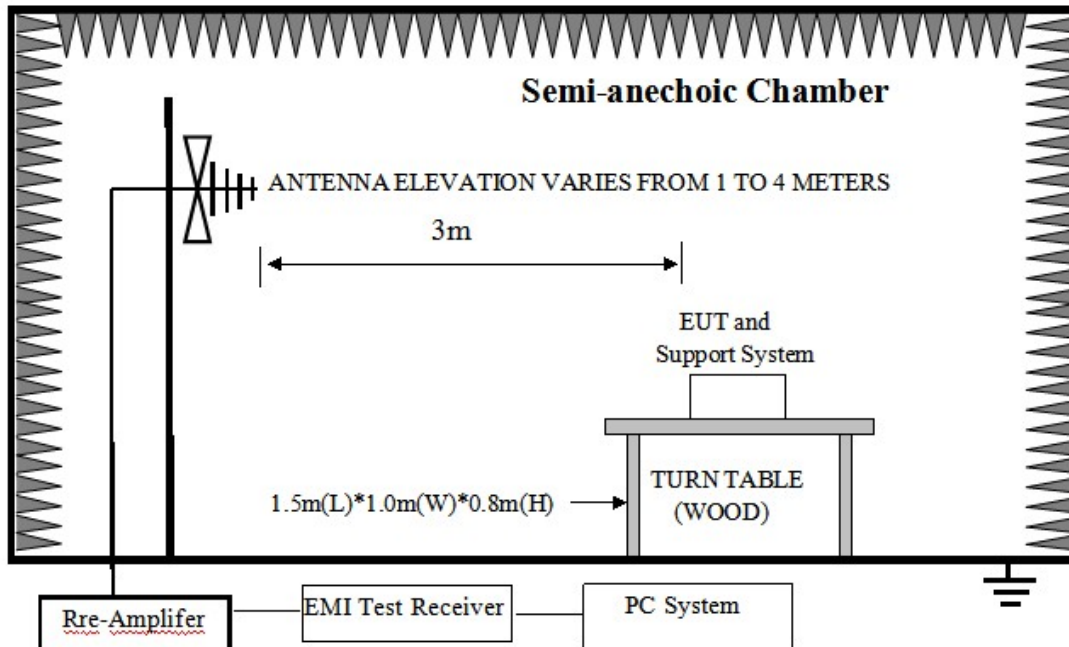 Semi-anechoic Chamber
ANTENNA ELEVATION VARIES FROM 1 TO 4 METERS
3m
EUT and
Support System
TURN TABLE
(WOOD)
1.5m(L)*1.0m(W)*0.8m(H)
Rre-Amplifer
EMI Test Receiver
PC System